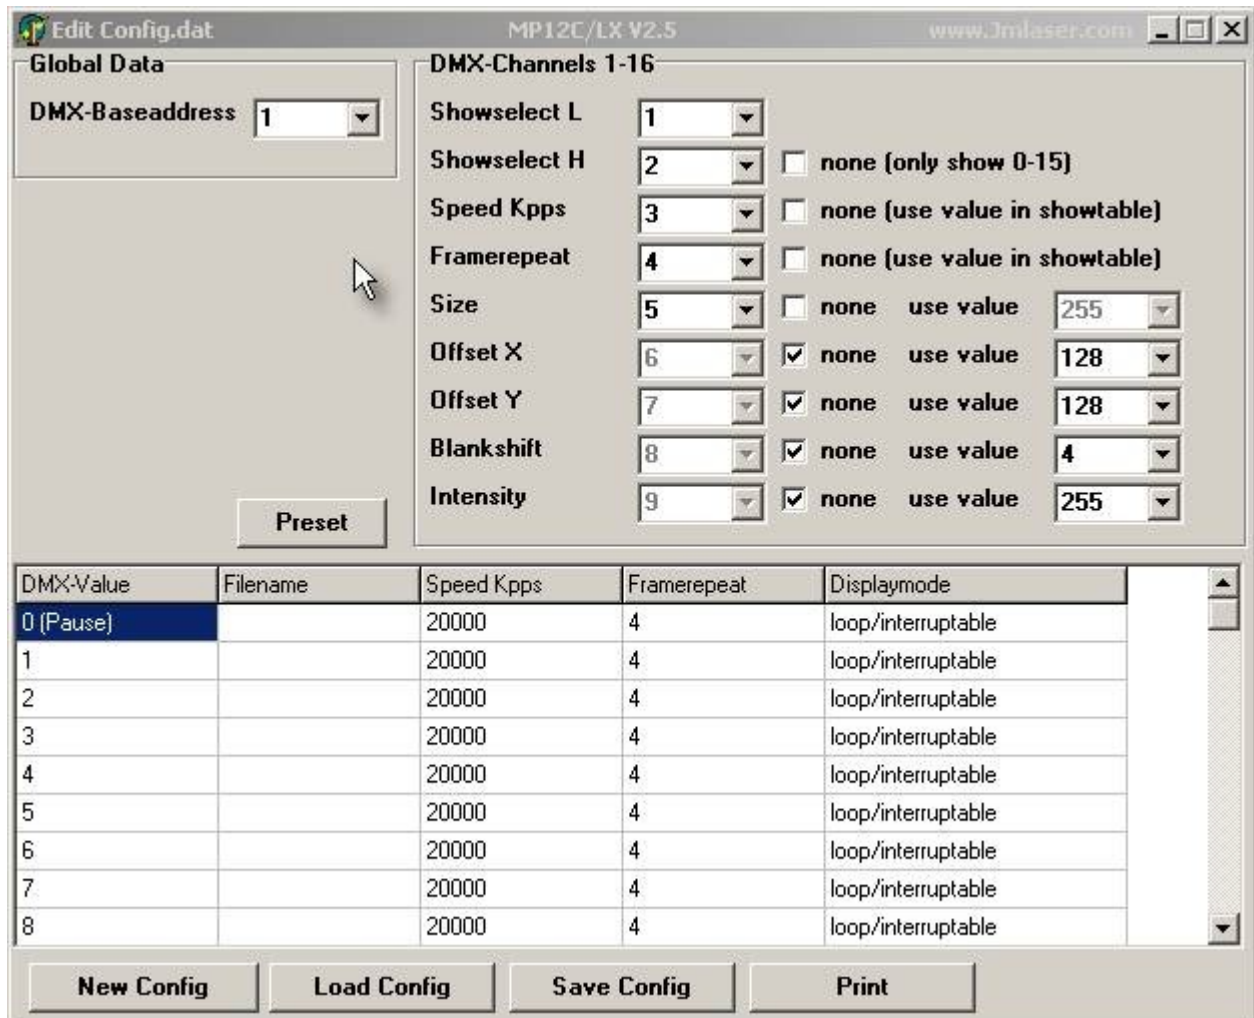 Edit Config.dat MP12C/LX V2.5 www.Jmlaser.com
Global Data
DMX-Baseaddress 1
DMX-Channels 1-16
Showselect L 1
Showselect H 2 none (only show 0-15)
Speed Kpps 3 none (use value in showtable)
Framerepeat 4 none (use value in showtable)
Size 5 none use value 255
Offset X 6 none use value 128
Offset Y 7 none use value 128
Blankshift 8 none use value 4
Intensity 9 none use value 255
Preset
DMX-Value Filename Speed Kpps Framerepeat Displaymode
0 (Pause) 20000 4 loop/interruptable
1 20000 4 loop/interruptable
2 20000 4 loop/interruptable
3 20000 4 loop/interruptable
4 20000 4 loop/interruptable
5 20000 4 loop/interruptable
6 20000 4 loop/interruptable
7 20000 4 loop/interruptable
8 20000 4 loop/interruptable
New Config Load Config Save Config Print